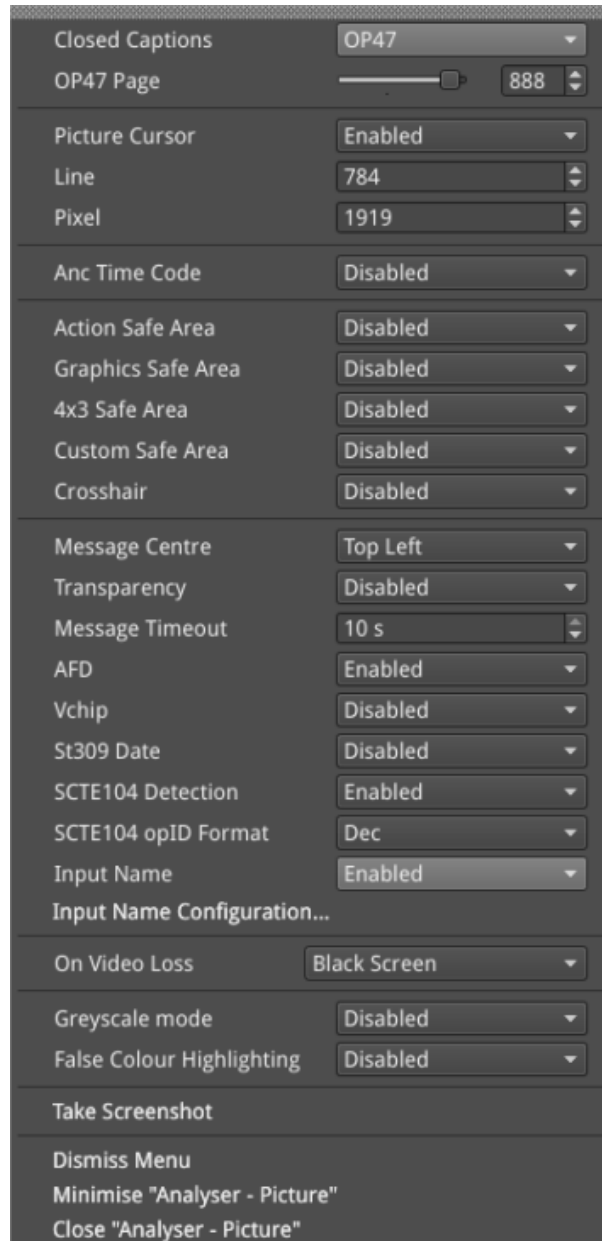 Closed Captions OP47
OP47 Page 888
Picture Cursor Enabled
Line 784
Pixel 1919
Anc Time Code Disabled
Action Safe Area Disabled
Graphics Safe Area Disabled
4x3 Safe Area Disabled
Custom Safe Area Disabled
Crosshair Disabled
Message Centre Top Left
Transparency Disabled
Message Timeout 10 s
AFD Enabled
Vchip Disabled
St309 Date Disabled
SCTE104 Detection Enabled
SCTE104 opID Format Dec
Input Name Enabled
Input Name Configuration...
On Video Loss Black Screen
Greyscale mode Disabled
False Colour Highlighting Disabled
Take Screenshot
Dismiss Menu
Minimise "Analyser - Picture"
Close "Analyser - Picture"